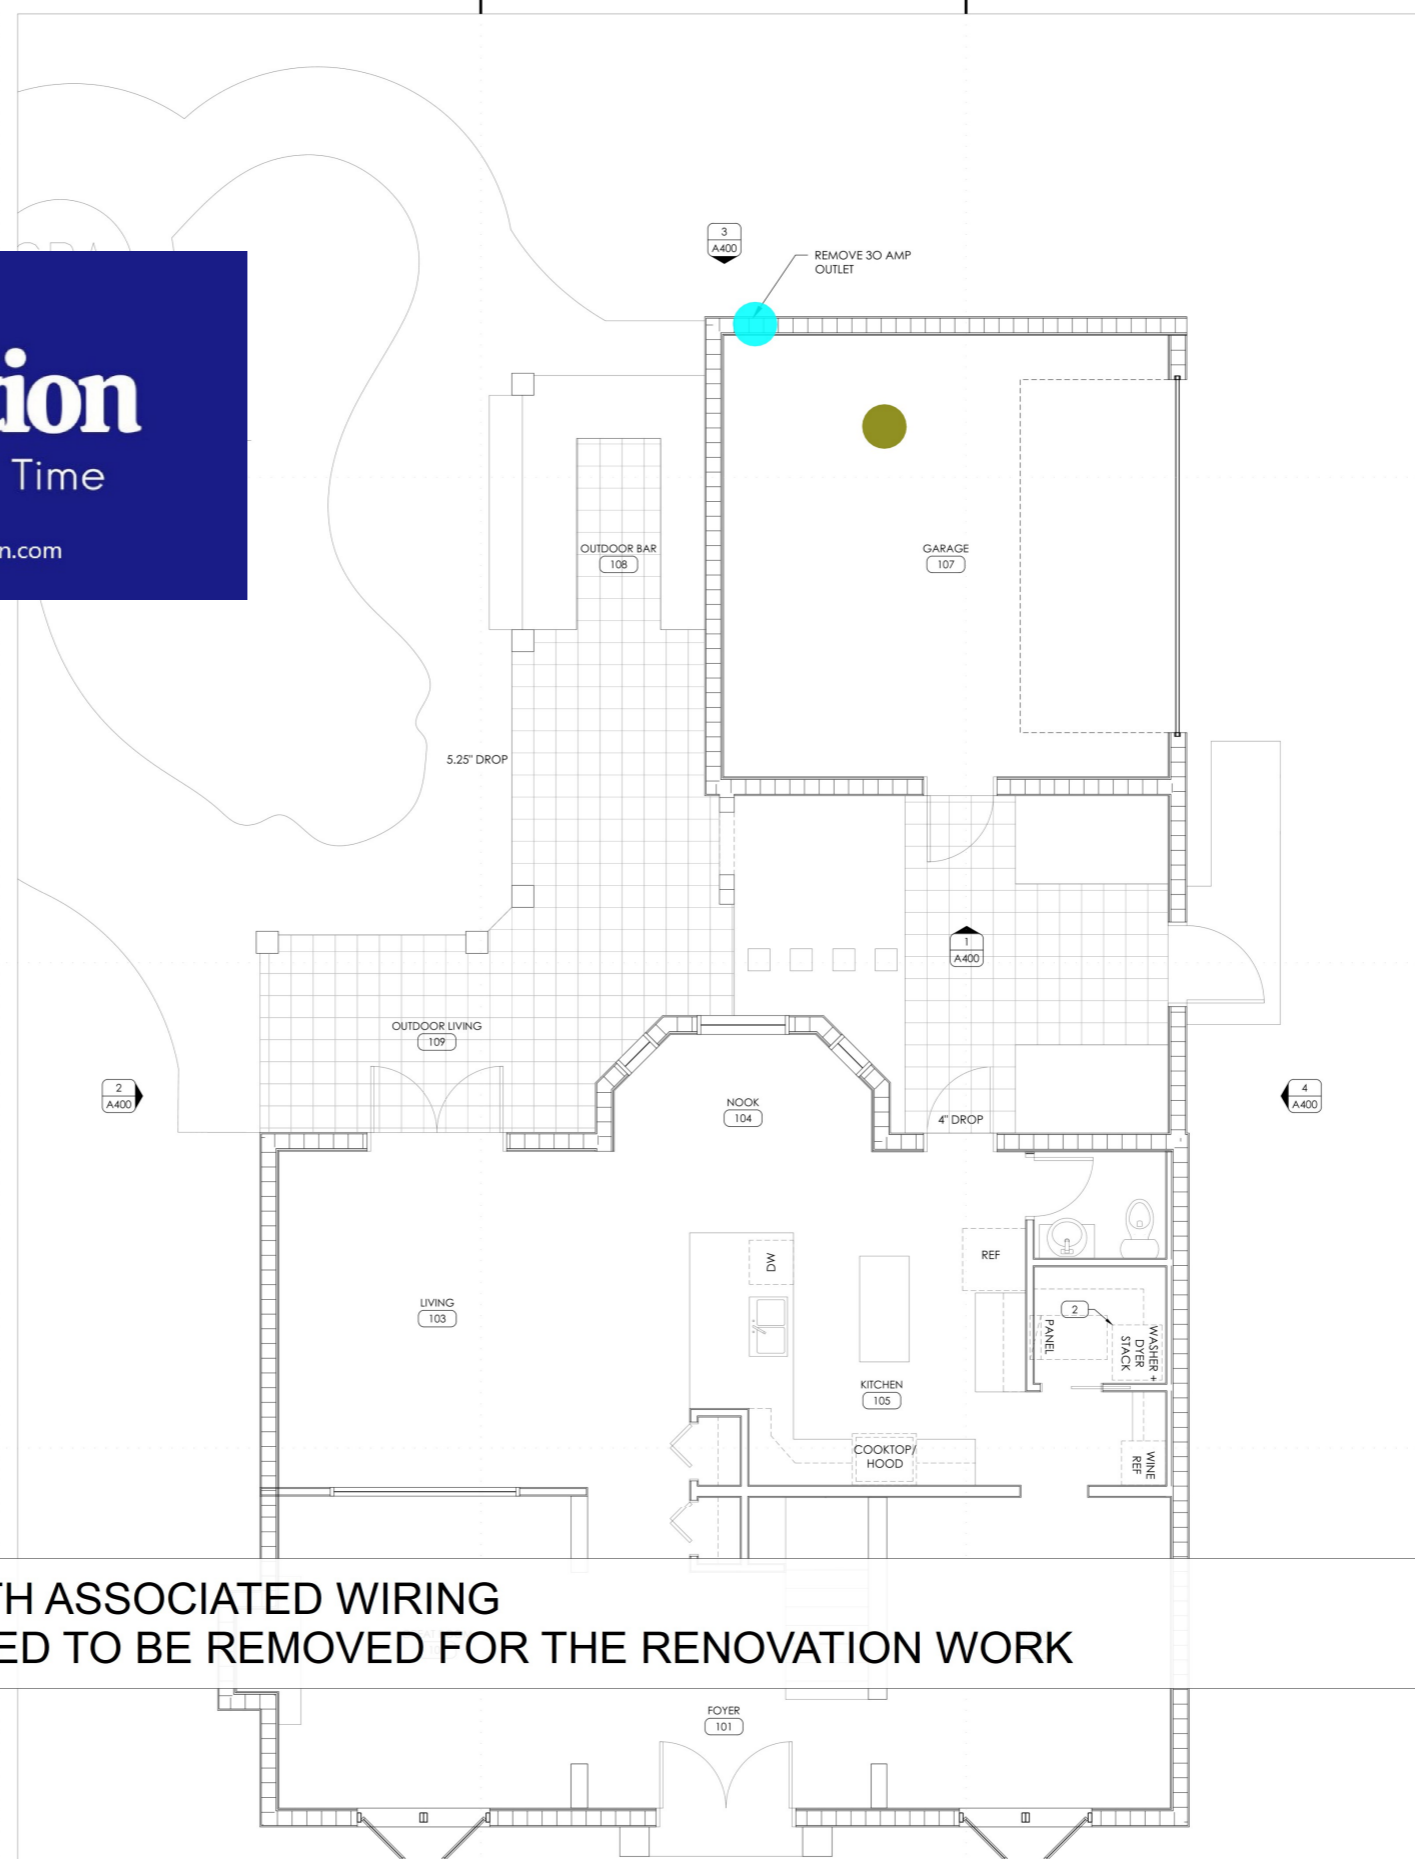 3
A400
REMOVE 30 AMP
OUTLET
Time
n.com
OUTDOOR BAR
108
GARAGE
107
5.25" DROP
1
A400
OUTDOOR LIVING
109
2
A400
NOOK
104
4" DROP
4
A400
DW
REF
LIVING
103
2
PANEL
WASHER +
DYER
STACK
KITCHEN
105
COOKTOP/
HOOD
WINE
REF
TH ASSOCIATED WIRING
ED TO BE REMOVED FOR THE RENOVATION WORK
FOYER
101